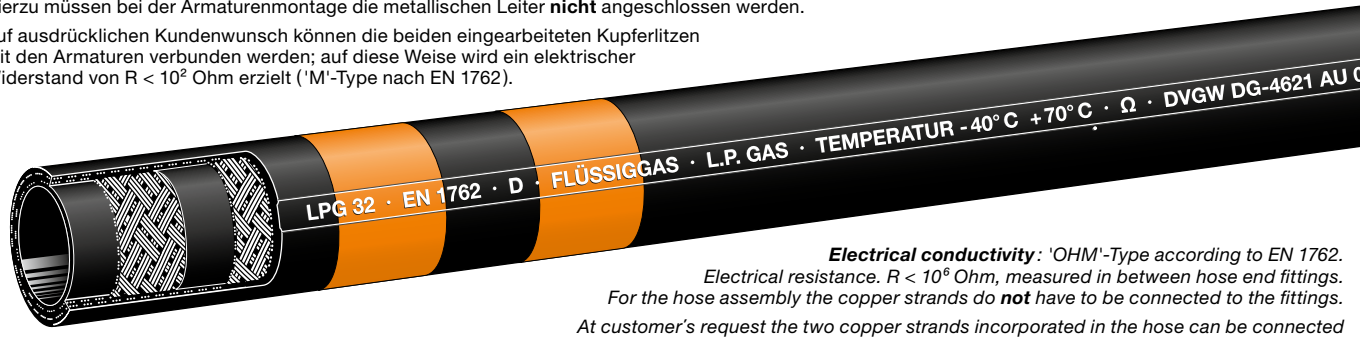 ierzu müssen bei der Armaturenmontage die metallischen Leiter nicht angeschlossen werden.
uf ausdrücklichen Kundenwunsch können die beiden eingearbeiteten Kupferlitzen
it den Armaturen verbunden werden; auf diese Weise wird ein elektrischer
iderstand von R < 10² Ohm erzielt ('M'-Type nach EN 1762).
LPG 32 · EN 1762 · D · FLÜSSIGGAS · L.P. GAS · TEMPERATUR -40°C +70°C · Ω · DVGW DG-4621 AU 0
Electrical conductivity: 'OHM'-Type according to EN 1762.
Electrical resistance. R < 10⁶ Ohm, measured in between hose end fittings.
For the hose assembly the copper strands do not have to be connected to the fittings.
At customer´s request the two copper strands incorporated in the hose can be connected